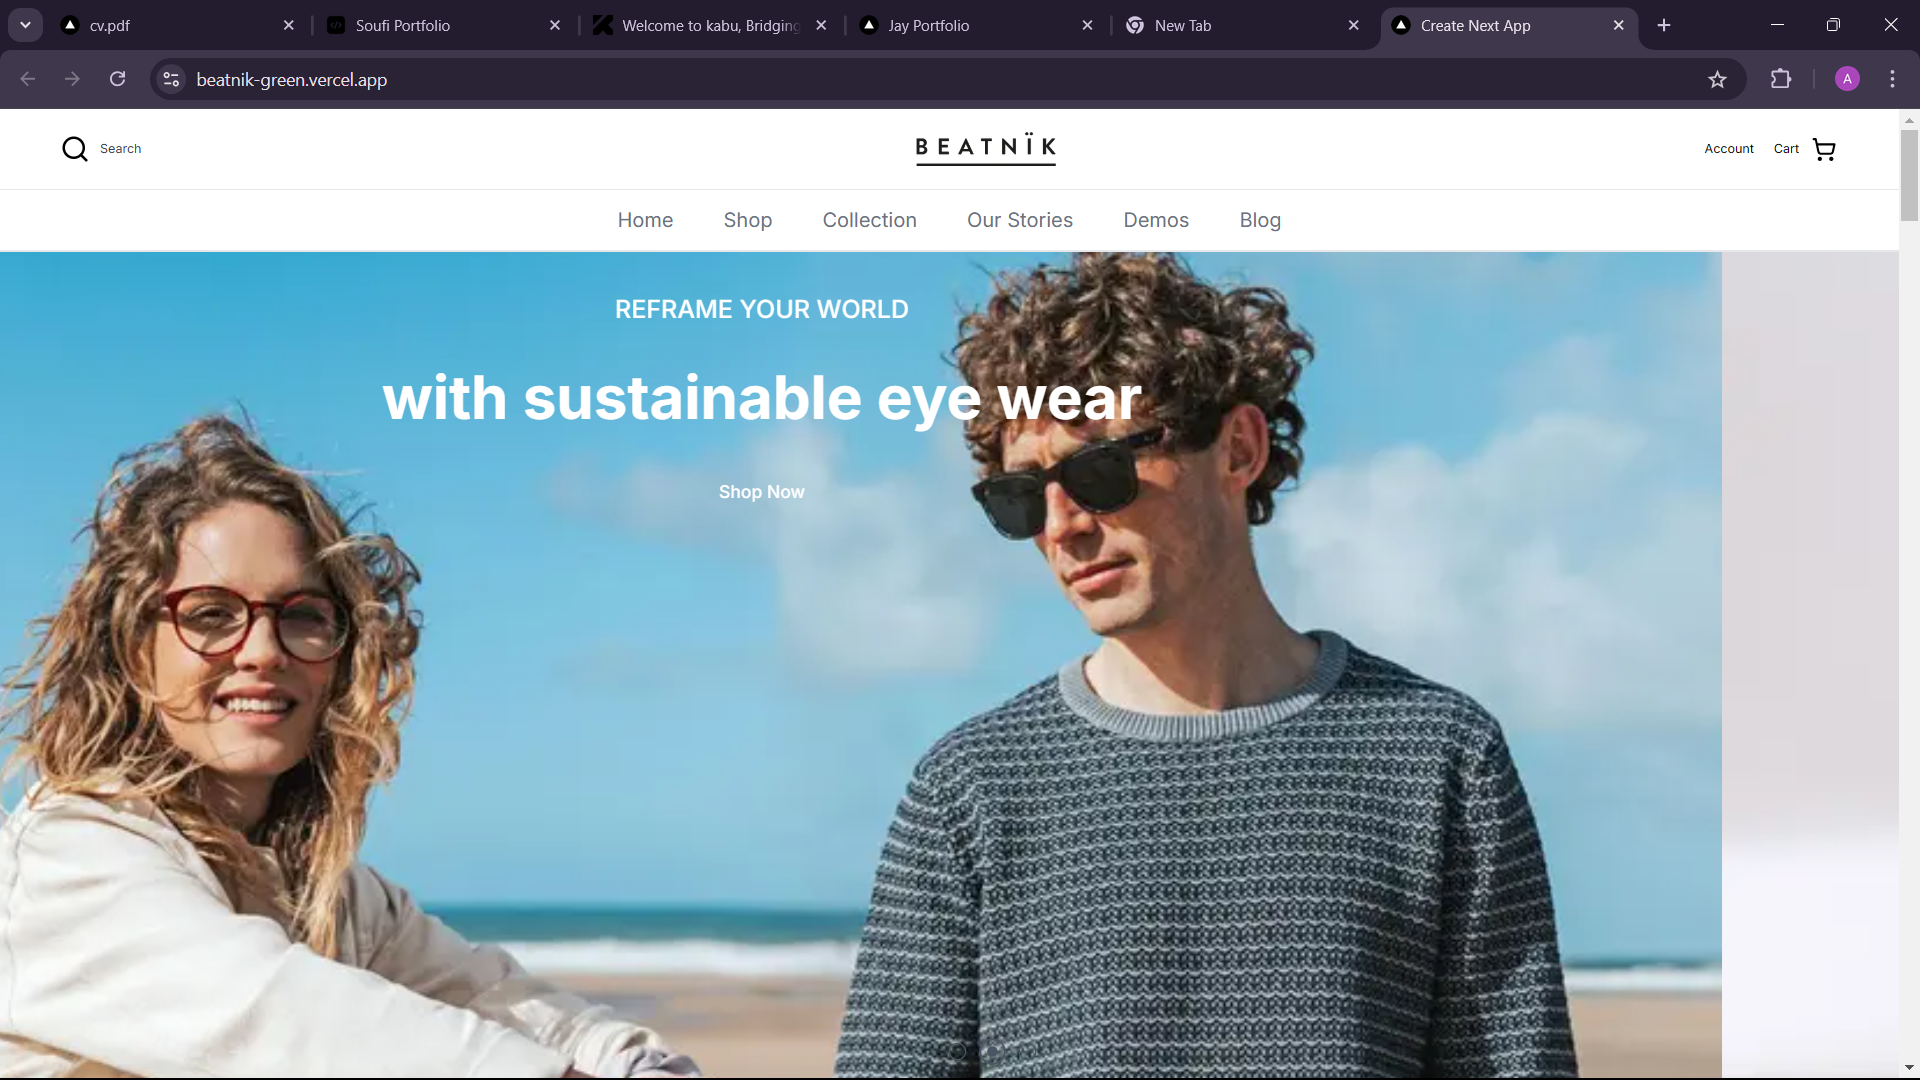 cv.pdf
Soufi Portfolio
Welcome to kabu, Bridging
Jay Portfolio
New Tab
Create Next App
beatnik-green.vercel.app
A
Search
BEATNÏK
Account
Cart
Home
Shop
Collection
Our Stories
Demos
Blog
REFRAME YOUR WORLD
with sustainable eye wear
Shop Now